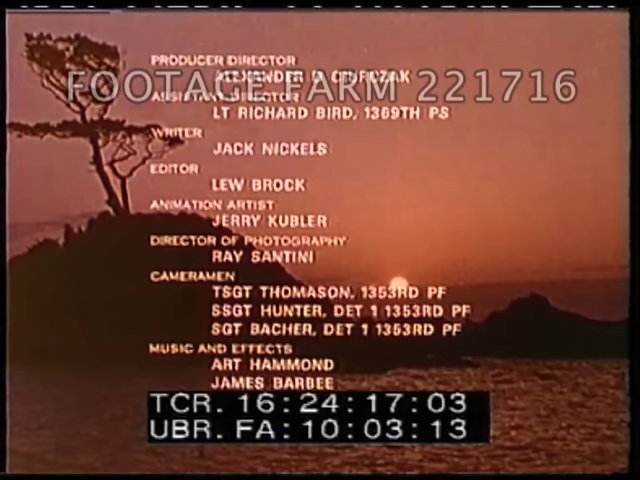 PRODUCER DIRECTOR
FOOTAGE FARM 221716
ASSISTANT DIRECTOR
LT RICHARD BIRD, 1369TH PS
WRITER
JACK NICKELS
EDITOR
LEW BROCK
ANIMATION ARTIST
JERRY KUBLER
DIRECTOR OF PHOTOGRAPHY
RAY SANTINI
CAMERAMEN
TSGT THOMASON, 1353RD PF
SSGT HUNTER, DET 1 1353RD PF
SGT BACHER, DET 1 1353RD PF
MUSIC AND EFFECTS
ART HAMMOND
JAMES BARBEE
TCR. 16:24:17:03
UBR. FA:10:03:13